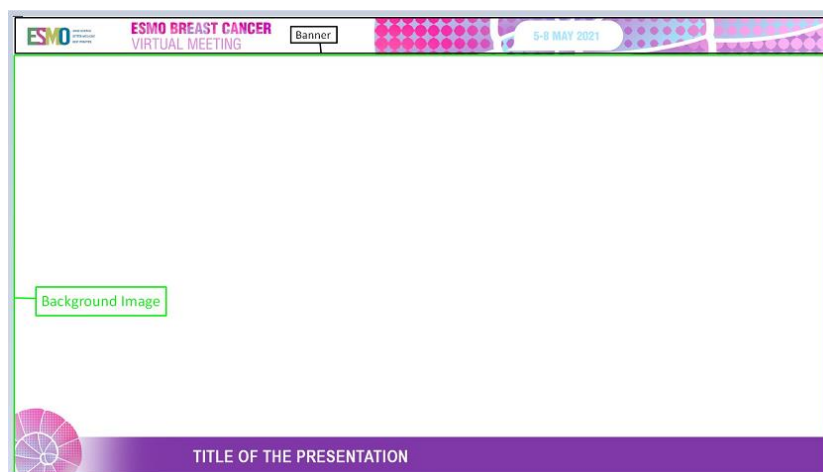 ESMO
ESMO BREAST CANCER
VIRTUAL MEETING
Banner
5-8 MAY 2021
Background Image
TITLE OF THE PRESENTATION